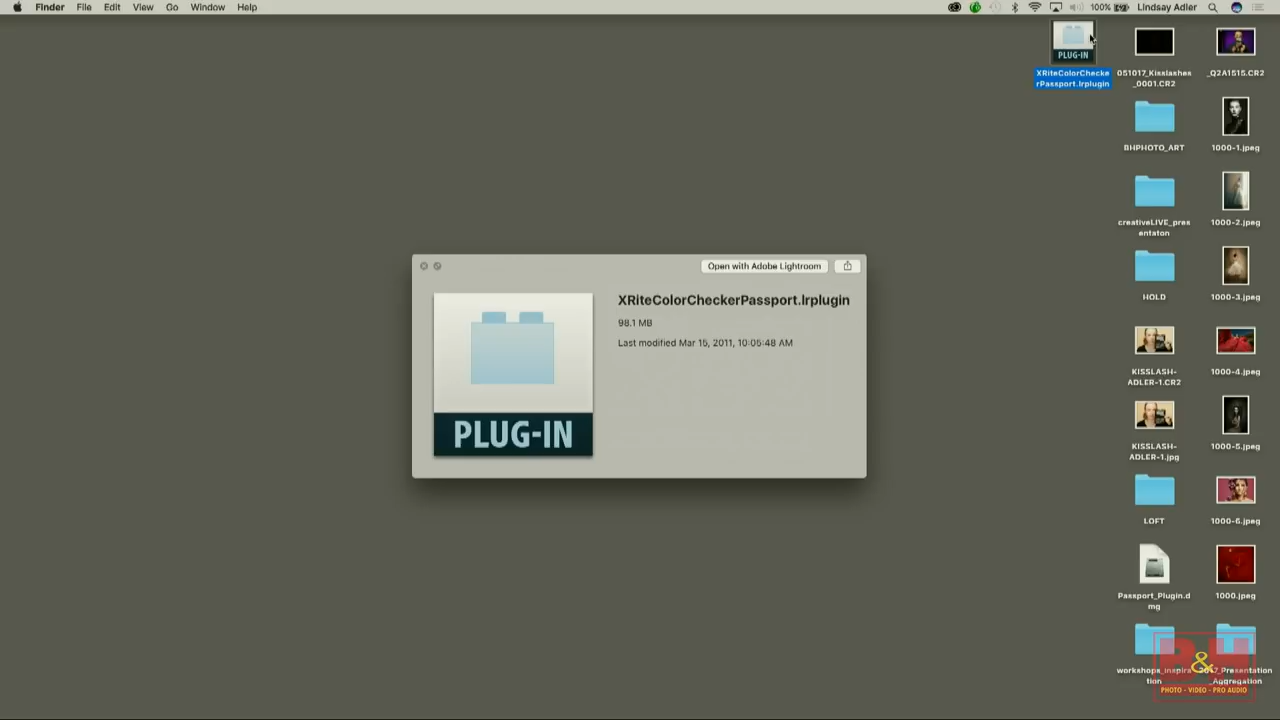 Finder File Edit View Go Window Help
100% Lindsay Adler
PLUG-IN
XRiteColorChecke
rPassport.lrplugin
051017_Kisslashes
_0001.CR2
_Q2A1515.CR2
BHPHOTO_ART
1000-1.jpeg
creativeLIVE_pres
entaton
1000-2.jpeg
HOLD
1000-3.jpeg
KISSLASH-
ADLER-1.CR2
1000-4.jpeg
KISSLASH-
ADLER-1.jpg
1000-5.jpeg
LOFT
1000-6.jpeg
Passport_Plugin.d
mg
1000.jpeg
workshops_inspira
tion
2017_Presentation
_Aggregation
Open with Adobe Lightroom
XRiteColorCheckerPassport.lrplugin
98.1 MB
Last modified Mar 15, 2011, 10:05:48 AM
PLUG-IN
B&H
PHOTO - VIDEO - PRO AUDIO